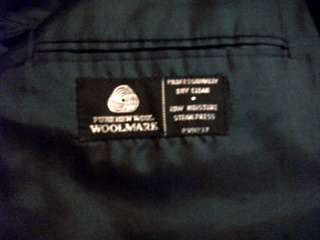 PURE NEW WOOL
WOOLMARK
PROFESSIONALLY
DRY CLEAN
LOW MOISTURE
STEAM PRESS